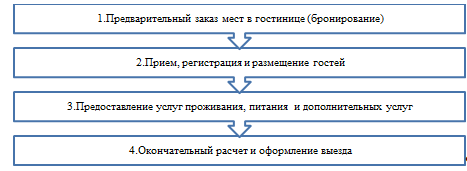 1.Предварительный заказ мест в гостинице (бронирование)
2.Прием, регистрация и размещение гостей
3.Предоставление услуг проживания, питания и дополнительных услуг
4.Окончательный расчет и оформление выезда